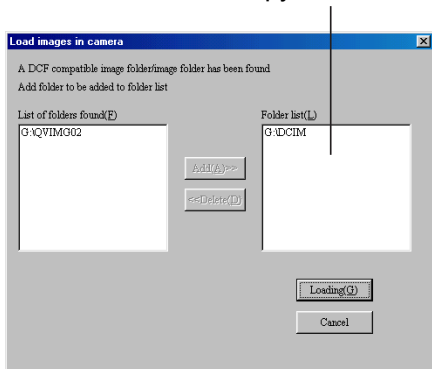 Load images in camera
A DCF compatible image folder/image folder has been found
Add folder to be added to folder list
List of folders found(F)
G:\QVIMG02
Add(A)>>
<<Delete(D)
Folder list(L)
G:\DCIM
Loading(G)
Cancel